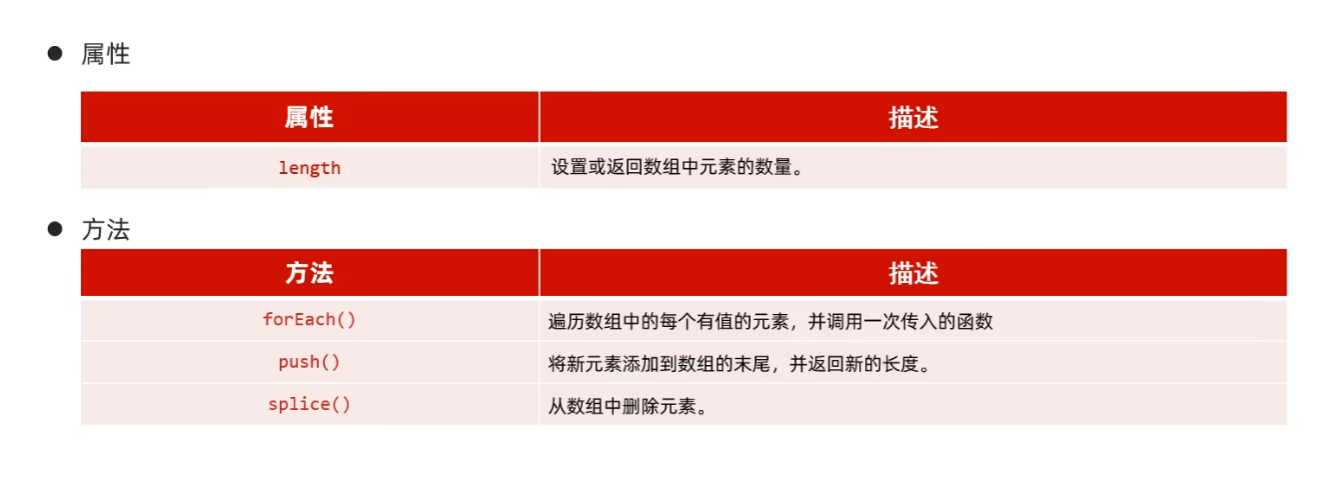 ● 属性
属性 描述
length 设置或返回数组中元素的数量。
● 方法
方法 描述
forEach() 遍历数组中的每个有值的元素，并调用一次传入的函数
push() 将新元素添加到数组的末尾，并返回新的长度。
splice() 从数组中删除元素。